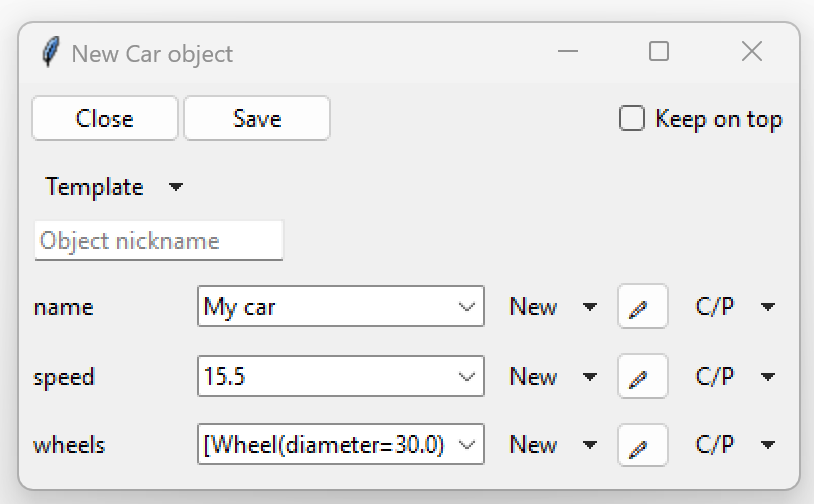 New Car object
Close Save Keep on top
Template
Object nickname
name My car New C/P
speed 15.5 New C/P
wheels [Wheel(diameter=30.0) New C/P